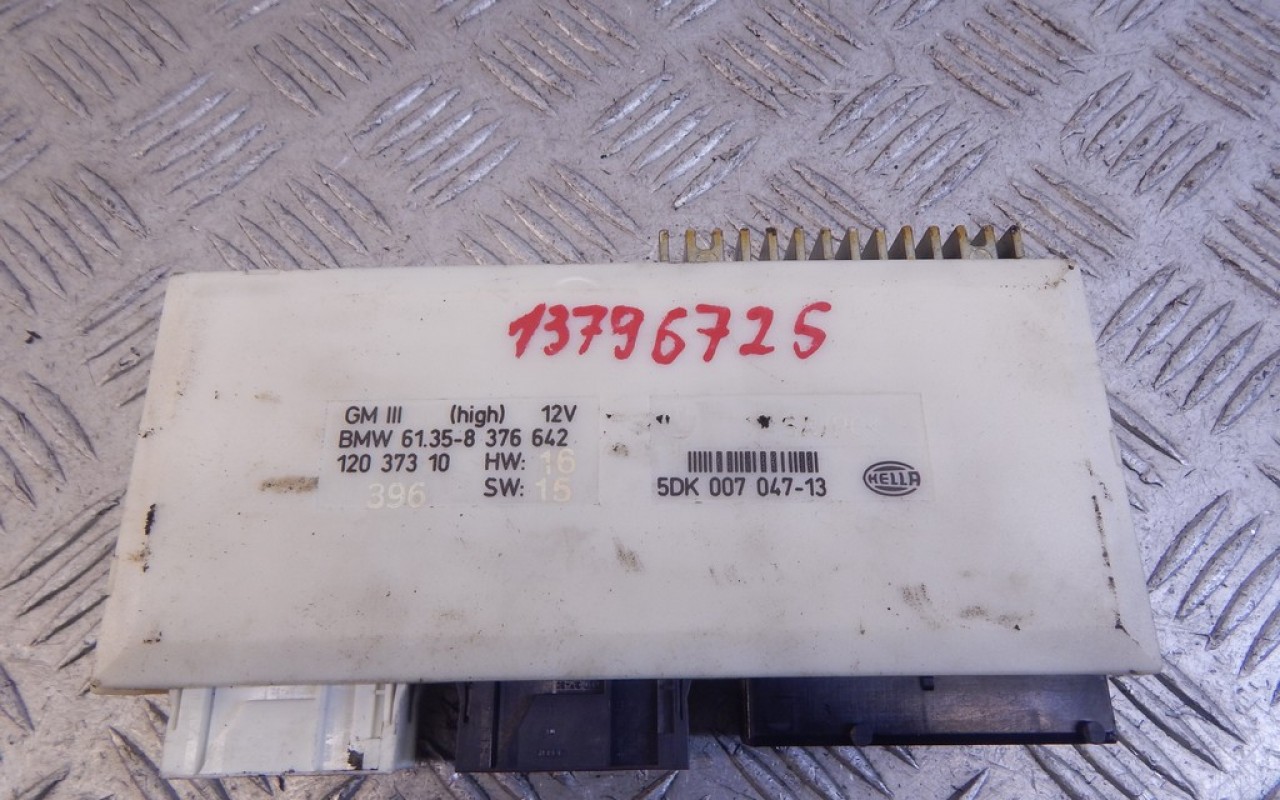 13796725
GM III (high) 12V
BMW 61.35-8 376 642
120 373 10 HW: 16
396 SW: 15
5DK 007 047-13
HELLA